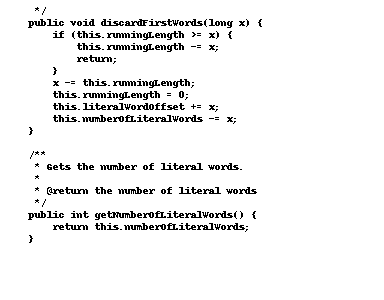 */
    public void discardFirstWords(long x) {
        if (this.runningLength >= x) {
            this.runningLength -= x;
            return;
        }
        x -= this.runningLength;
        this.runningLength = 0;
        this.literalWordOffset += x;
        this.numberOfLiteralWords -= x;
    }

    /**
     * Gets the number of literal words.
     *
     * @return the number of literal words
     */
    public int getNumberOfLiteralWords() {
        return this.numberOfLiteralWords;
    }